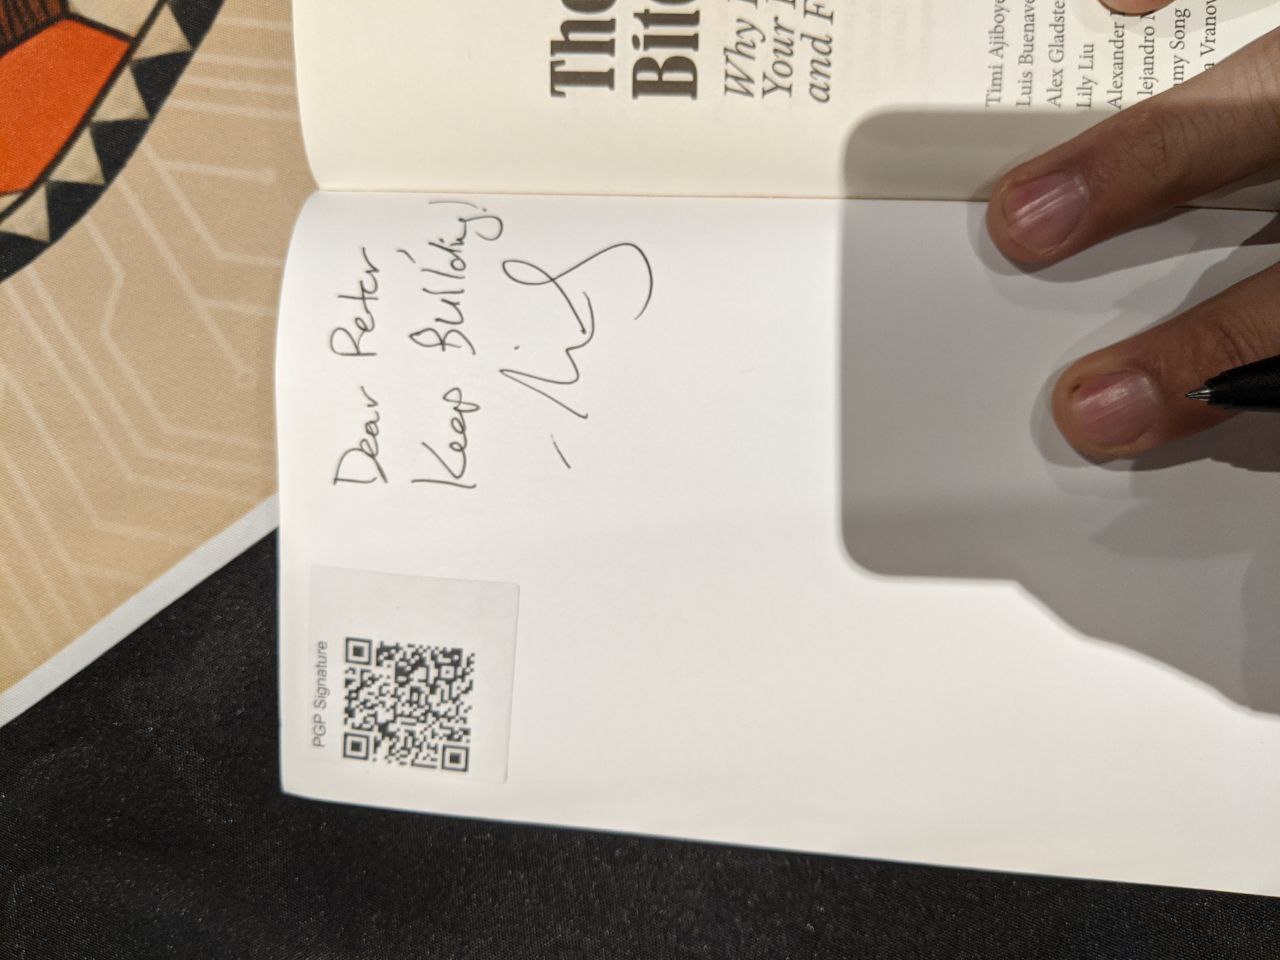 Dear Peter
Keep Building!
PGP Signature
The
Bitc
Why
Your
and F
Timi Ajiboye
Luis Buenave
Alex Gladste
Lily Liu
Alexander
lejandro
my Song
Vranov